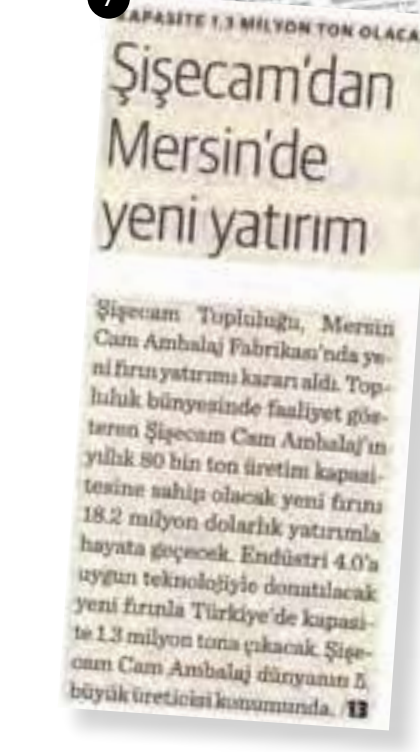 7
KAPASİTE 1.3 MİLYON TON OLACA
Şişecam'dan
Mersin'de
yeni yatırım
Şişecam Topluluğu, Mersin
Cam Ambalaj Fabrikası'nda ye-
ni fırın yatırımı kararı aldı. Top-
luluk bünyesinde faaliyet gös-
teren Şişecam Cam Ambalaj'ın
yıllık 80 bin ton üretim kapasi-
tesine sahip olacak yeni fırını
18.2 milyon dolarlık yatırımla
hayata geçecek. Endüstri 4.0'a
uygun teknolojiyle donatılacak
yeni fırınla Türkiye'de kapasi-
te 1.3 milyon tona çıkacak. Şişe-
cam Cam Ambalaj dünyanın 5.
büyük üreticisi konumunda. /13